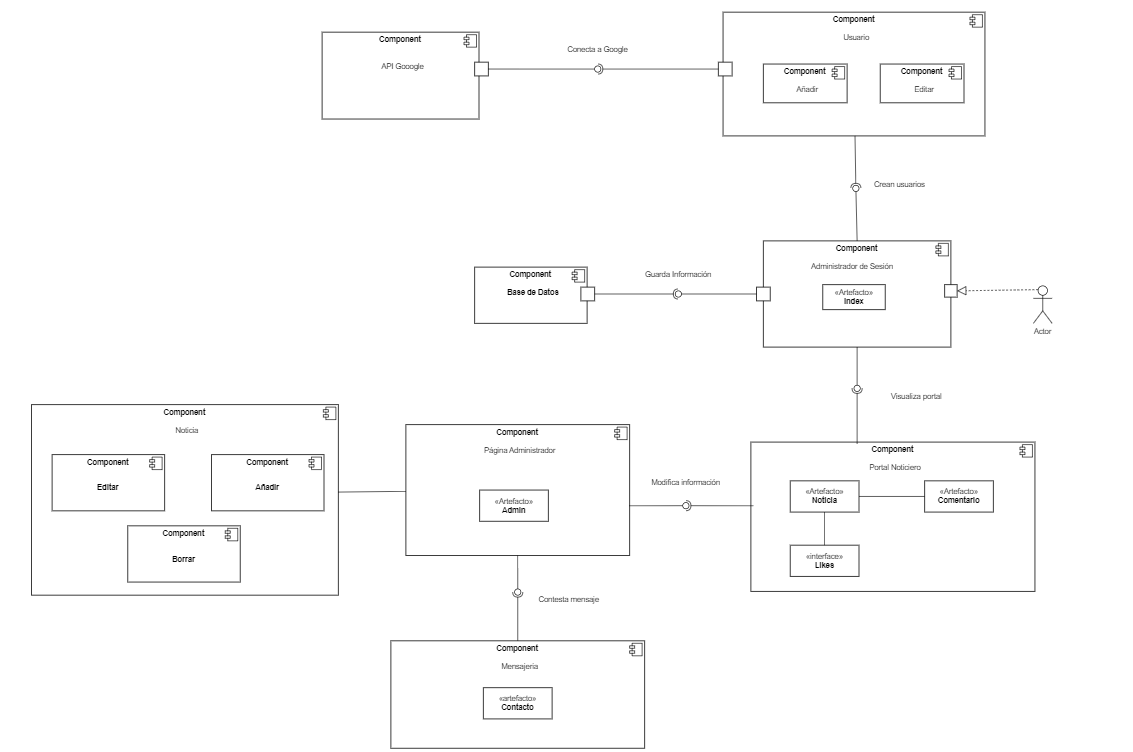 Component
API Gooogle
Conecta a Google
Component
Usuario
Component
Añadir
Component
Editar
Crean usuarios
Component
Administrador de Sesión
«Artefacto»
Index
Component
Base de Datos
Guarda Información
Actor
Visualiza portal
Component
Noticia
Component
Editar
Component
Añadir
Component
Borrar
Component
Página Administrador
«Artefacto»
Admin
Modifica información
Component
Portal Noticiero
«Artefacto»
Noticia
«Artefacto»
Comentario
«interface»
Likes
Contesta mensaje
Component
Mensajeria
«artefacto»
Contacto